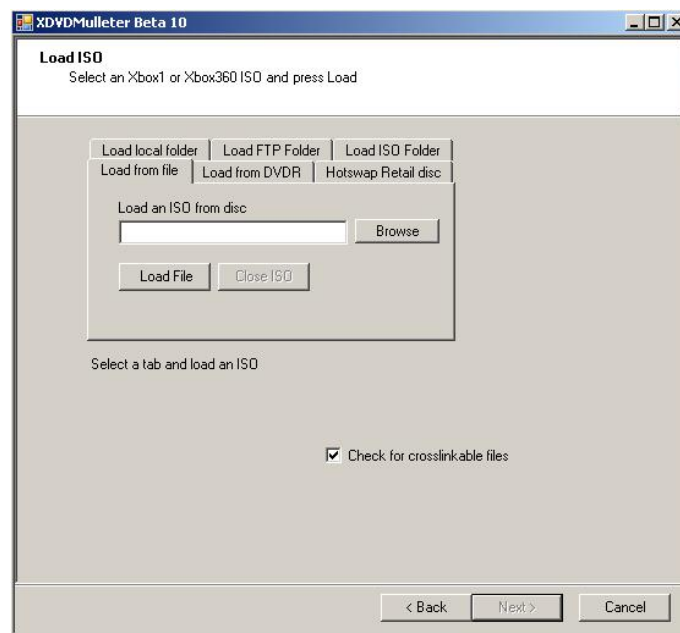 XDVDMulleter Beta 10
Load ISO
Select an Xbox1 or Xbox360 ISO and press Load
Load local folder Load FTP Folder Load ISO Folder
Load from file Load from DVDR Hotswap Retail disc
Load an ISO from disc
Browse
Load File Close ISO
Select a tab and load an ISO
Check for crosslinkable files
< Back Next > Cancel